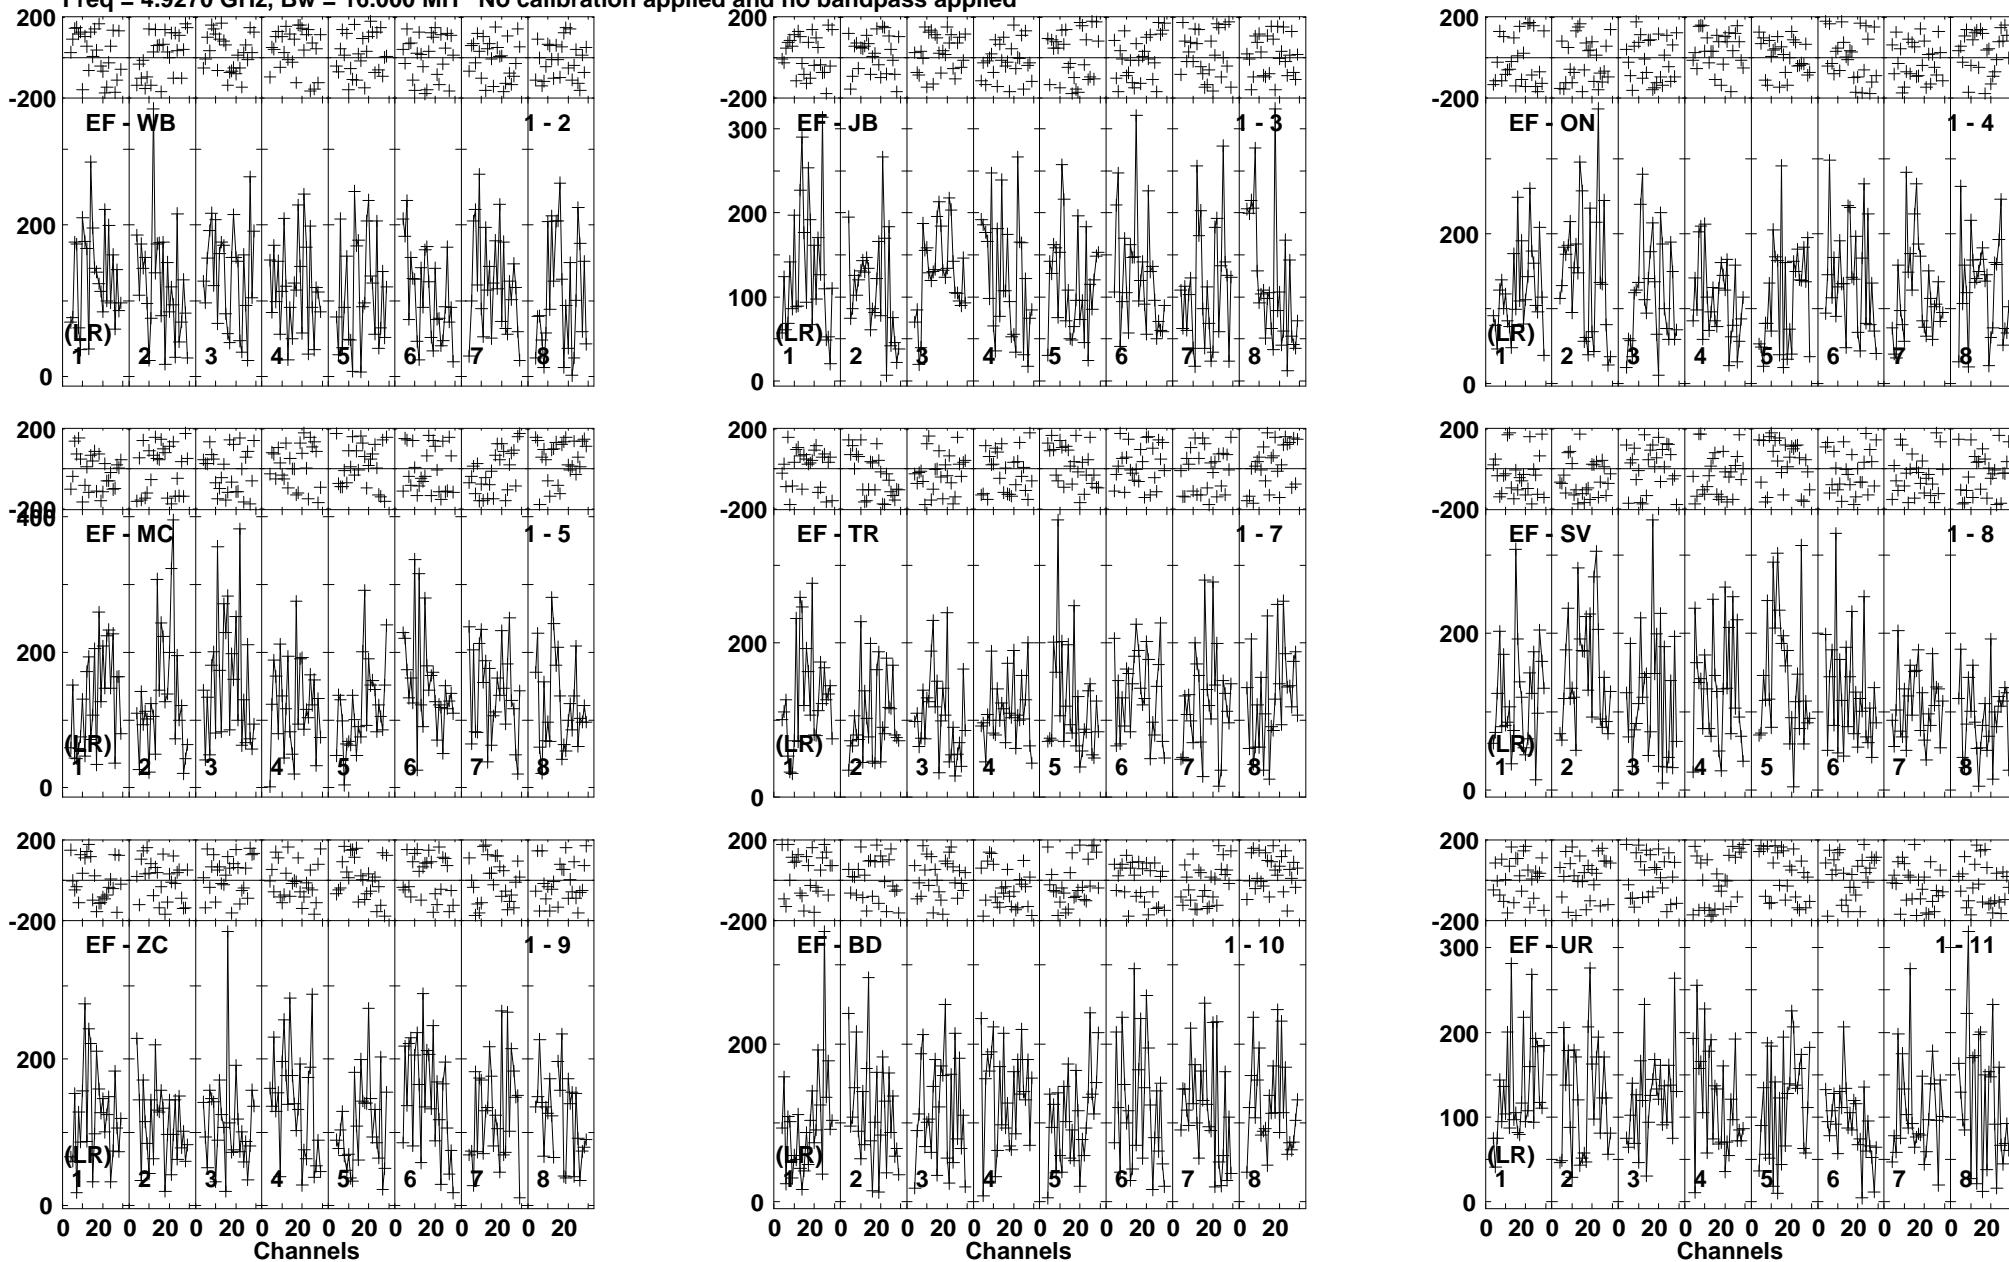 Freq = 4.9270 GHz, Bw = 16.000 MH No calibration applied and no bandpass applied
200 200 200
-200 -200 -200
EF - WB 1 - 2 EF - JB 1 - 3 EF - ON 1 - 4
300
200 200 200
100
(LR) (LR) (LR)
1 2 3 4 5 6 7 8 1 2 3 4 5 6 7 8 1 2 3 4 5 6 7 8
0 0 0
200 200 200
-200 -200 -200
400
EF - MC 1 - 5 EF - TR 1 - 7 EF - SV 1 - 8
200 200 200
(LR) (LR) (LR)
1 2 3 4 5 6 7 8 1 2 3 4 5 6 7 8 1 2 3 4 5 6 7 8
0 0 0
200 200 200
-200 -200 -200
EF - ZC 1 - 9 EF - BD 1 - 10 EF - UR 1 - 11
300
200 200 200
100
(LR) (LR) (LR)
1 2 3 4 5 6 7 8 1 2 3 4 5 6 7 8 1 2 3 4 5 6 7 8
0 0 0
0 20 0 20 0 20 0 20 0 20 0 20 0 20 0 20 0 20 0 20 0 20 0 20 0 20 0 20 0 20 0 20 0 20 0 20 0 20 0 20 0 20 0 20 0 20 0 20
Channels Channels Channels